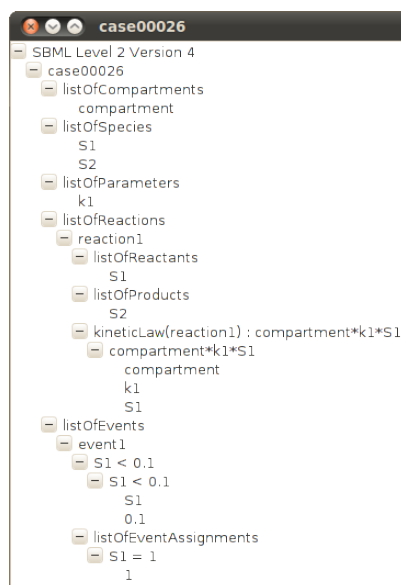 case00026
SBML Level 2 Version 4
case00026
listOfCompartments
compartment
listOfSpecies
S1
S2
listOfParameters
k1
listOfReactions
reaction1
listOfReactants
S1
listOfProducts
S2
kineticLaw(reaction1) : compartment*k1*S1
compartment*k1*S1
compartment
k1
S1
listOfEvents
event1
S1 < 0.1
S1 < 0.1
S1
0.1
listOfEventAssignments
S1 = 1
1